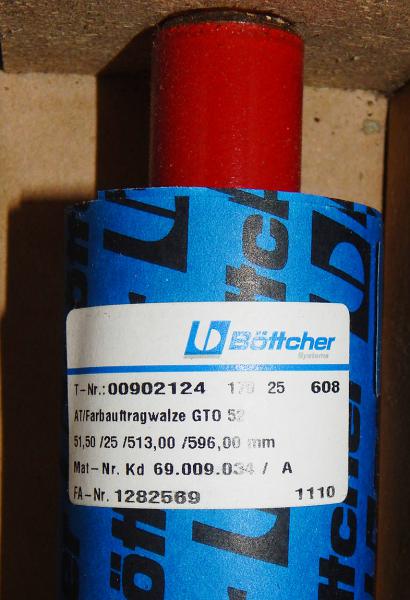 Böttcher
Systems
T-Nr.: 00902124 170 25 608
AT/Farbauftragwalze GTO 52
51,50 /25 /513,00 /596,00 mm
Mat-Nr. Kd 69.009.034 / A
FA-Nr. 1282569 1110